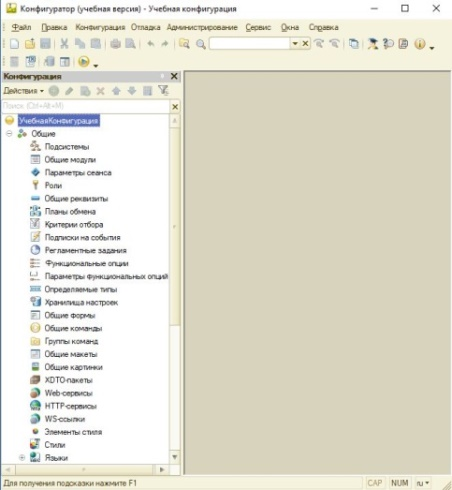 Конфигуратор (учебная версия) - Учебная конфигурация
Файл Правка Конфигурация Отладка Администрирование Сервис Окна Справка
Конфигурация
Действия
Поиск (Ctrl+Alt+M)
УчебнаяКонфигурация
Общие
Подсистемы
Общие модули
Параметры сеанса
Роли
Общие реквизиты
Планы обмена
Критерии отбора
Подписки на события
Регламентные задания
Функциональные опции
Параметры функциональных опций
Определяемые типы
Хранилища настроек
Общие формы
Общие команды
Группы команд
Общие макеты
Общие картинки
XDTO-пакеты
Web-сервисы
HTTP-сервисы
WS-ссылки
Элементы стиля
Стили
Языки
Для получения подсказки нажмите F1 CAP NUM ru